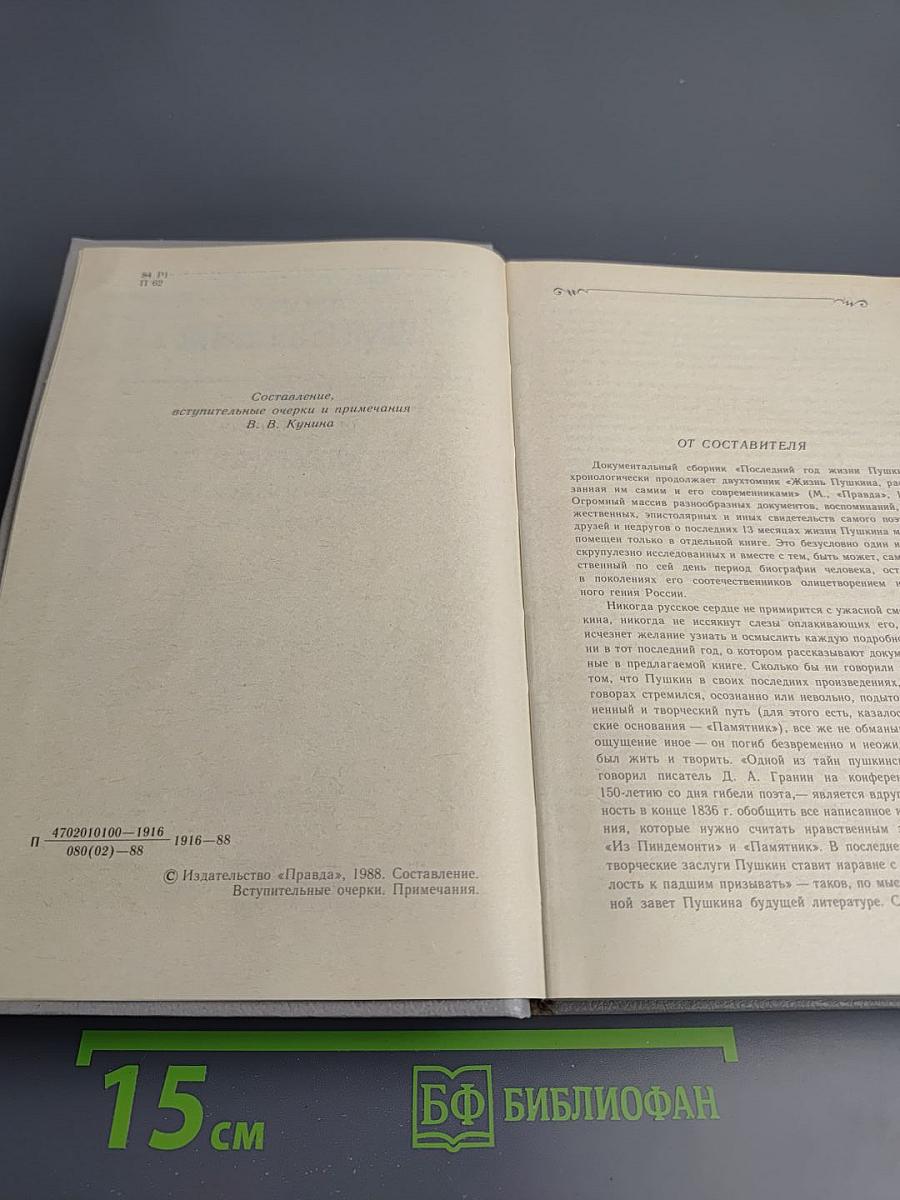 84 Р1
П 62
Составление,
вступительные очерки и примечания
В. В. Кунина
П 4702010100—1916 1916—88
080(02)—88
© Издательство «Правда», 1988. Составление.
Вступительные очерки. Примечания.
ОТ СОСТАВИТЕЛЯ
Документальный сборник «Последний год жизни Пушки
хронологически продолжает двухтомник «Жизнь Пушкина, рас
занная им самим и его современниками» (М., «Правда», 1
Огромный массив разнообразных документов, воспоминаний,
жественных, эпистолярных и иных свидетельств самого поэ
друзей и недругов о последних 13 месяцах жизни Пушкина м
помещен только в отдельной книге. Это безусловно один и
скрупулезно исследованных и вместе с тем, быть может, сам
ственный по сей день период биографии человека, ост
в поколениях его соотечественников олицетворением
ного гения России.
Никогда русское сердце не примирится с ужасной см
кина, никогда не иссякнут слезы оплакивающих его,
исчезнет желание узнать и осмыслить каждую подробно
ни в тот последний год, о котором рассказывают докум
ные в предлагаемой книге. Сколько бы ни говорили
том, что Пушкин в своих последних произведениях,
говорах стремился, осознанно или невольно, подыто
ненный и творческий путь (для этого есть, казалос
ские основания — «Памятник»), все же не обманы
ощущение иное — он погиб безвременно и неожи
был жить и творить. «Одной из тайн пушкинс
говорил писатель Д. А. Гранин на конферен
150-летию со дня гибели поэта,— является вдруг
ность в конце 1836 г. обобщить все написанное и
ния, которые нужно считать нравственным
«Из Пиндемонти» и «Памятник». В последне
творческие заслуги Пушкин ставит наравне с
лость к падшим призывать» — таков, по мыс
ной завет Пушкина будущей литературе. С
15 см
БФ БИБЛИОФАН